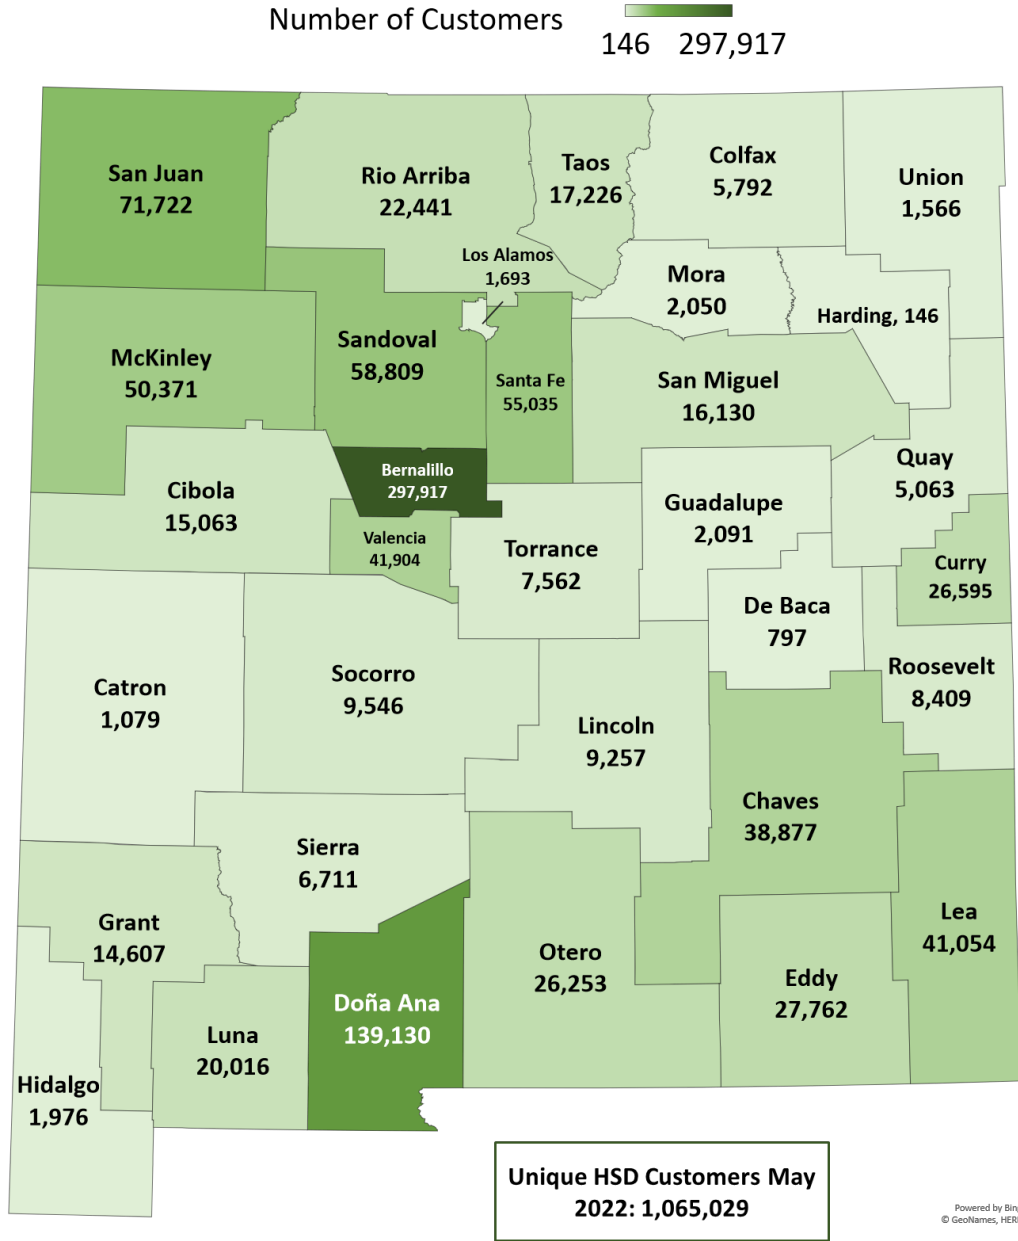 Number of Customers
146 297,917
San Juan
71,722
Rio Arriba
22,441
Taos
17,226
Colfax
5,792
Union
1,566
Los Alamos
1,693
Mora
2,050
Harding, 146
McKinley
50,371
Sandoval
58,809
Santa Fe
55,035
San Miguel
16,130
Quay
5,063
Cibola
15,063
Bernalillo
297,917
Valencia
41,904
Torrance
7,562
Guadalupe
2,091
Curry
26,595
De Baca
797
Roosevelt
8,409
Catron
1,079
Socorro
9,546
Lincoln
9,257
Chaves
38,877
Sierra
6,711
Grant
14,607
Lea
41,054
Otero
26,253
Eddy
27,762
Doña Ana
139,130
Luna
20,016
Hidalgo
1,976
Unique HSD Customers May
2022: 1,065,029
Powered by Bin
© GeoNames, HER